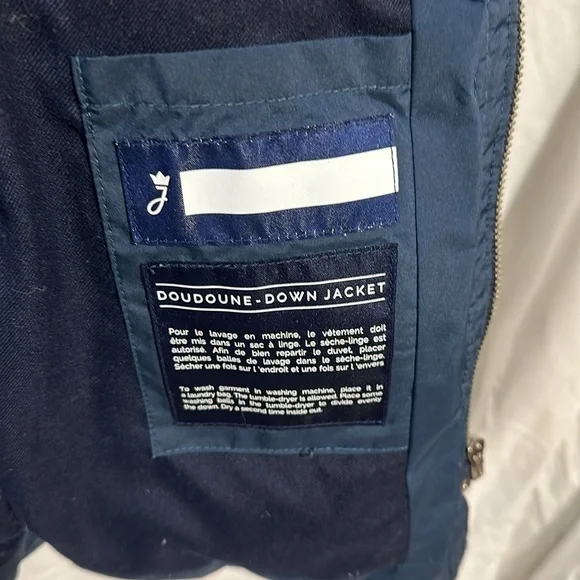 J
DOUDOUNE-DOWN JACKET
Pour le lavage en machine, le vêtement doit
être mis dans un sac à linge. Le sèche-linge est
autorisé. Afin de bien repartir le duvet, placer
quelques balles de lavage dans le sèche-linge.
Sécher une fois sur l'endroit et une fois sur l'envers
To wash garment in washing machine, place it in
a laundry bag. The tumble-dryer is allowed. Place some
washing balls in the tumble-dryer to divide evenly
the down. Dry a second time inside out.